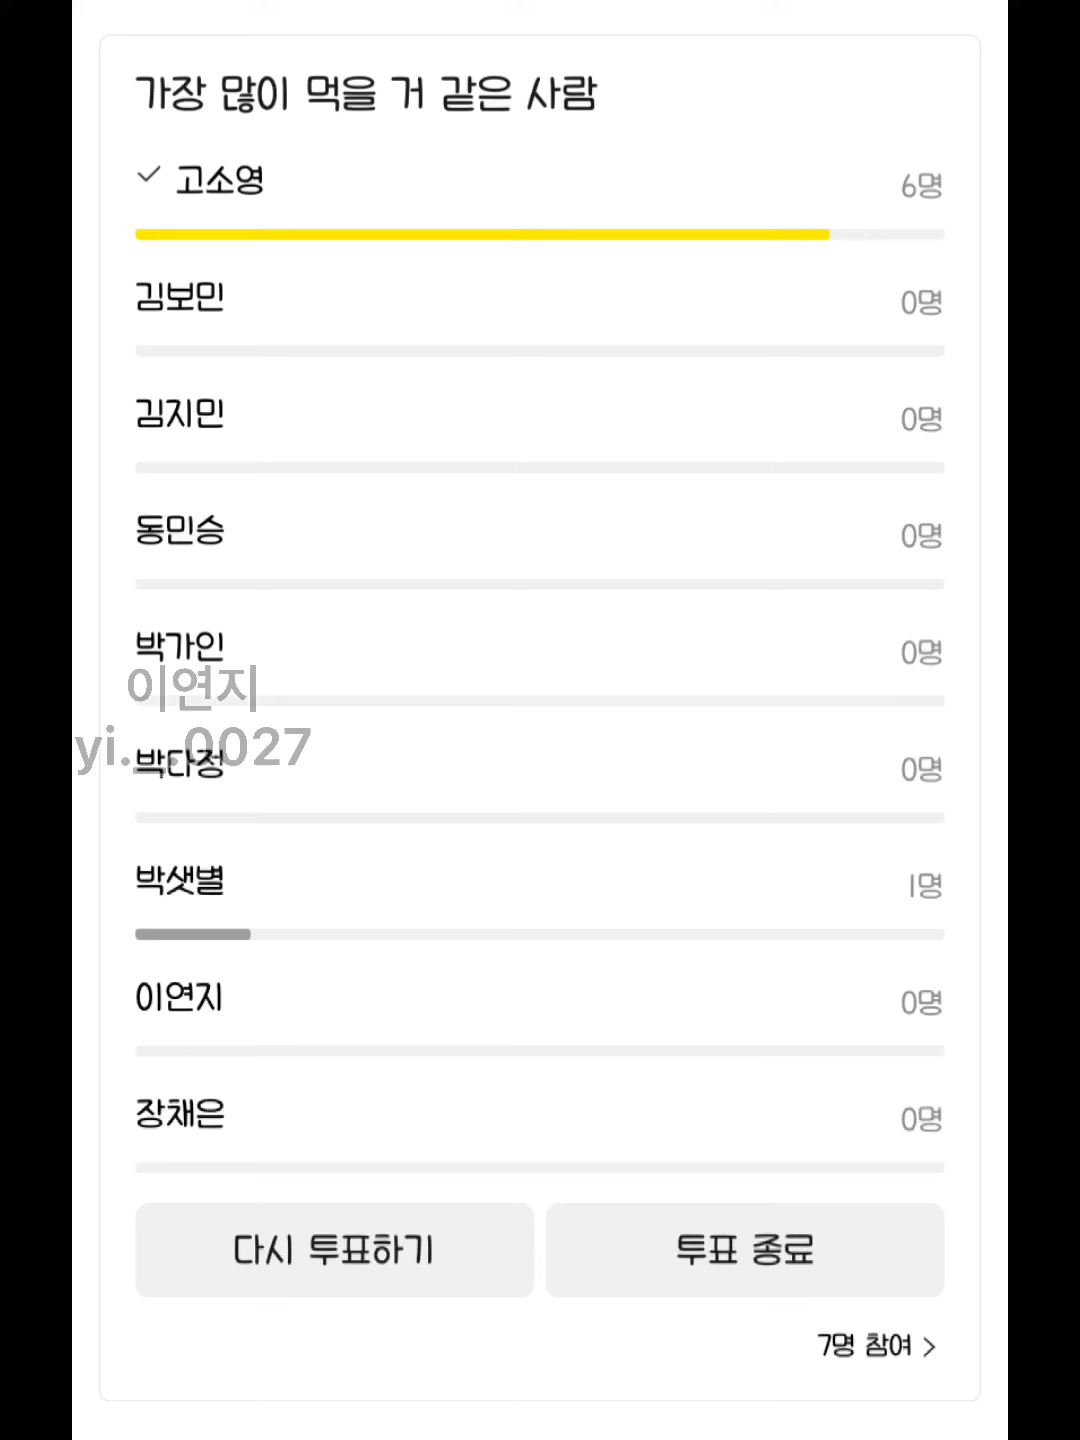 가장 많이 먹을 거 같은 사람
고소영
6명
김보민
0명
김지민
0명
동민승
0명
박가인
0명
이연지
yi._.0027
박다정
0명
박샛별
1명
이연지
0명
장채은
0명
다시 투표하기
투표 종료
7명 참여 >